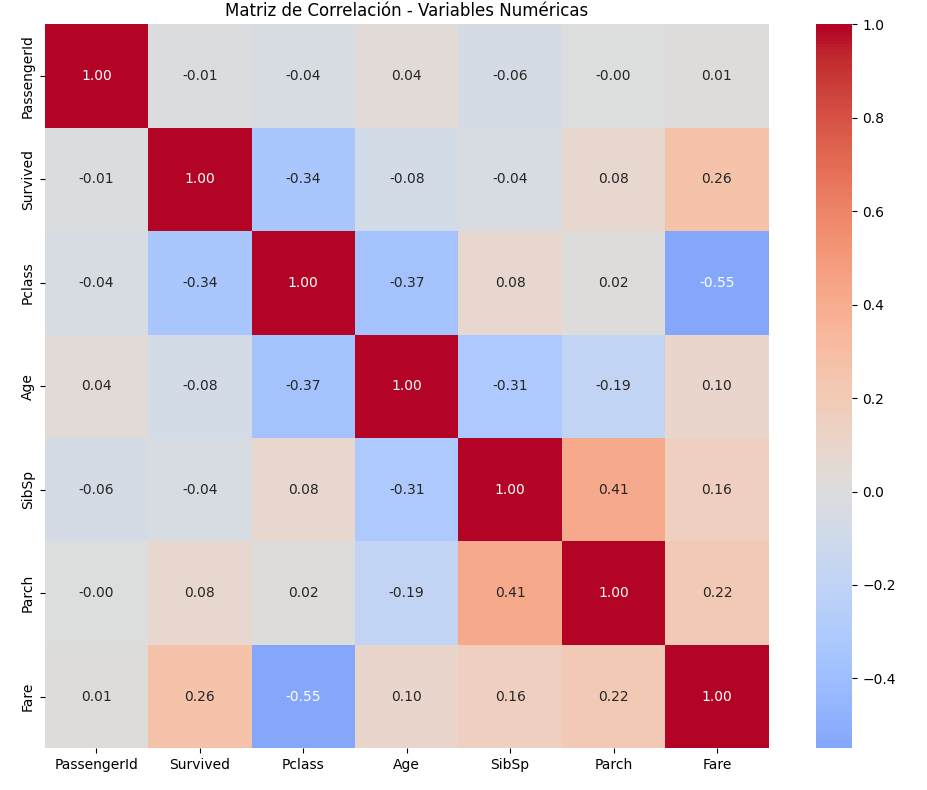 Matriz de Correlación - Variables Numéricas
PassengerId 1.00 -0.01 -0.04 0.04 -0.06 -0.00 0.01
Survived -0.01 1.00 -0.34 -0.08 -0.04 0.08 0.26
Pclass -0.04 -0.34 1.00 -0.37 0.08 0.02 -0.55
Age 0.04 -0.08 -0.37 1.00 -0.31 -0.19 0.10
SibSp -0.06 -0.04 0.08 -0.31 1.00 0.41 0.16
Parch -0.00 0.08 0.02 -0.19 0.41 1.00 0.22
Fare 0.01 0.26 -0.55 0.10 0.16 0.22 1.00
PassengerId Survived Pclass Age SibSp Parch Fare
1.0
0.8
0.6
0.4
0.2
0.0
−0.2
−0.4